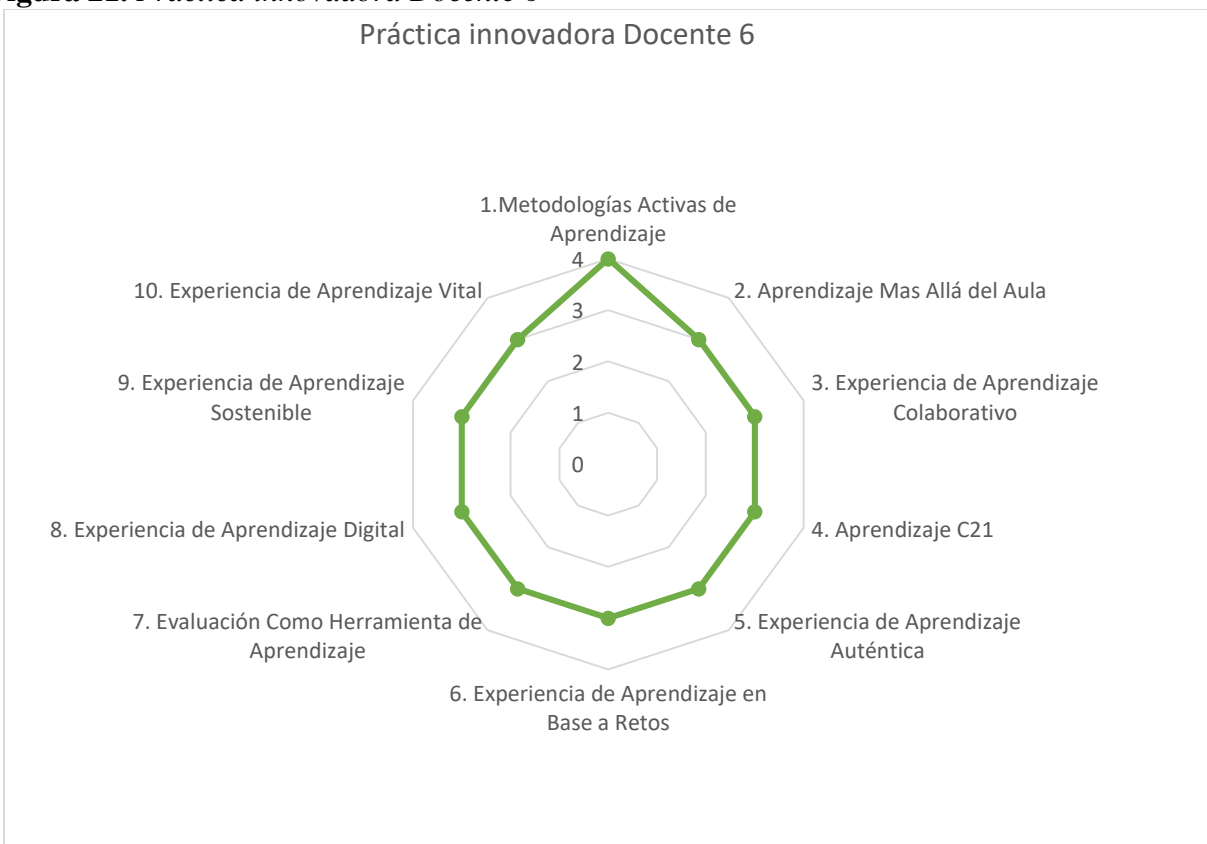 Práctica innovadora Docente 6
1.Metodologías Activas de
Aprendizaje
2. Aprendizaje Mas Allá del Aula
3. Experiencia de Aprendizaje
Colaborativo
4. Aprendizaje C21
5. Experiencia de Aprendizaje
Auténtica
6. Experiencia de Aprendizaje en
Base a Retos
7. Evaluación Como Herramienta de
Aprendizaje
8. Experiencia de Aprendizaje Digital
9. Experiencia de Aprendizaje
Sostenible
10. Experiencia de Aprendizaje Vital
4
3
2
1
0